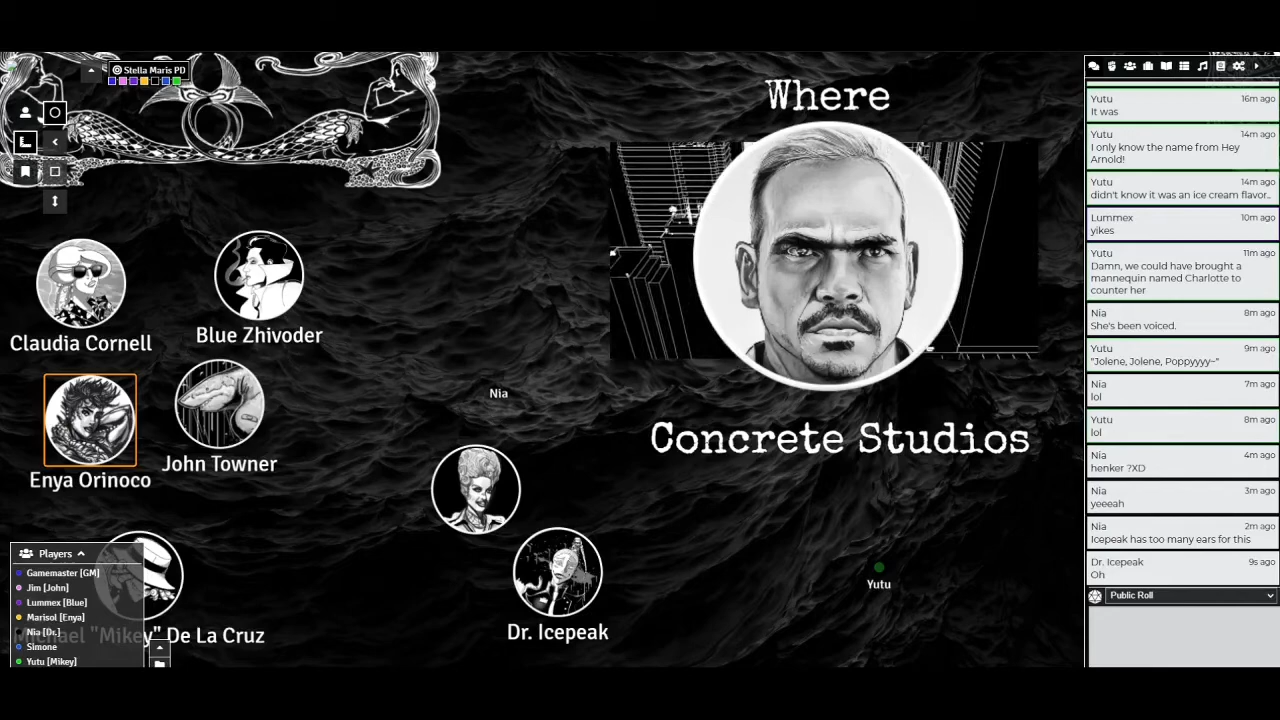 Stella Maris PD
Where
Concrete Studios
Claudia Cornell
Blue Zhivoder
Enya Orinoco
John Towner
Nia
Michael "Mikey" De La Cruz
Dr. Icepeak
Yutu
Players
Gamemaster [GM]
Jim [John]
Lummex [Blue]
Marisol [Enya]
Nia [Dr.]
Simone
Yutu [Mikey]
Yutu 16m ago
It was
Yutu 14m ago
I only know the name from Hey
Arnold!
Yutu 14m ago
didn't know it was an ice cream flavor..
Lummex 10m ago
yikes
Yutu 11m ago
Damn, we could have brought a
mannequin named Charlotte to
counter her
Nia 8m ago
She's been voiced.
Yutu 9m ago
"Jolene, Jolene, Poppyyyy~"
Nia 7m ago
lol
Yutu 8m ago
lol
Nia 4m ago
henker ?XD
Nia 3m ago
yeeeah
Nia 2m ago
Icepeak has too many ears for this
Dr. Icepeak 9s ago
Oh
Public Roll